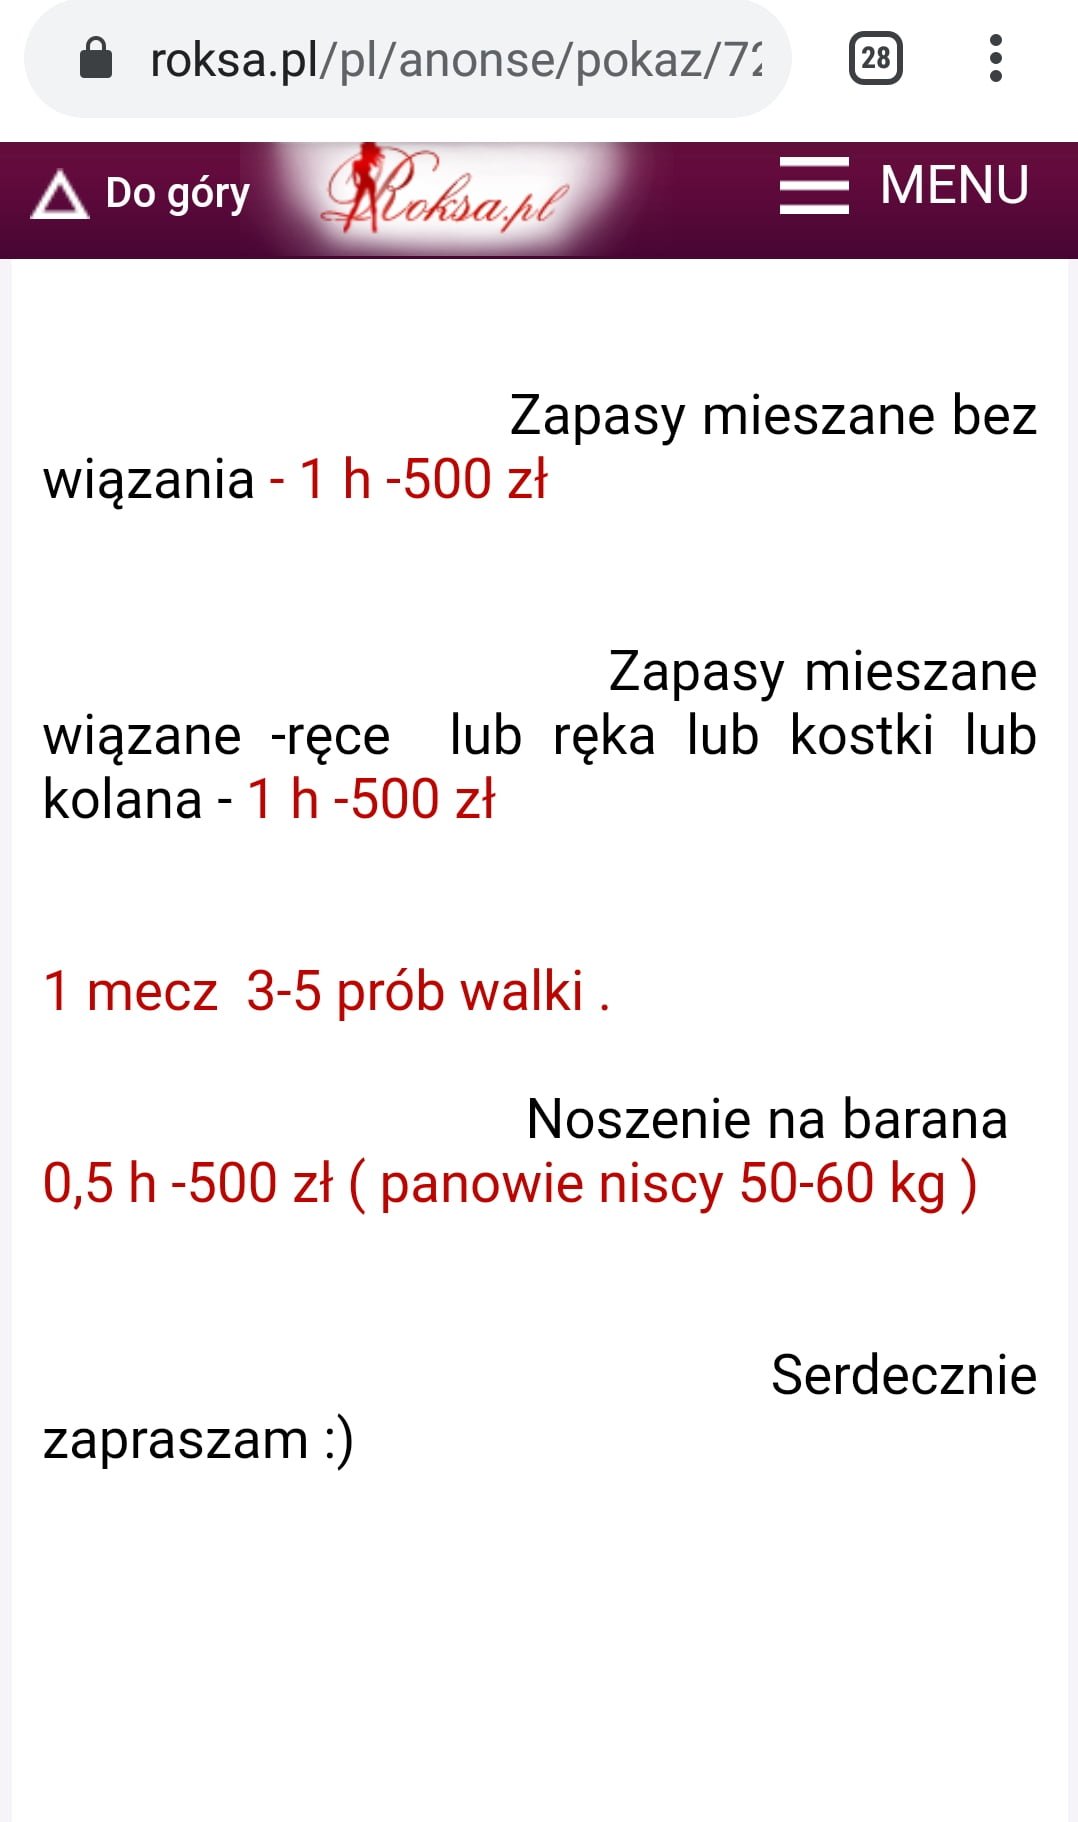 roksa.pl/pl/anonse/pokaz/72
28
Do góry
Roksa.pl
MENU
Zapasy mieszane bez
wiązania - 1 h -500 zł
Zapasy mieszane
wiązane -ręce lub ręka lub kostki lub
kolana - 1 h -500 zł
1 mecz 3-5 prób walki .
Noszenie na barana
0,5 h -500 zł ( panowie niscy 50-60 kg )
Serdecznie
zapraszam :)